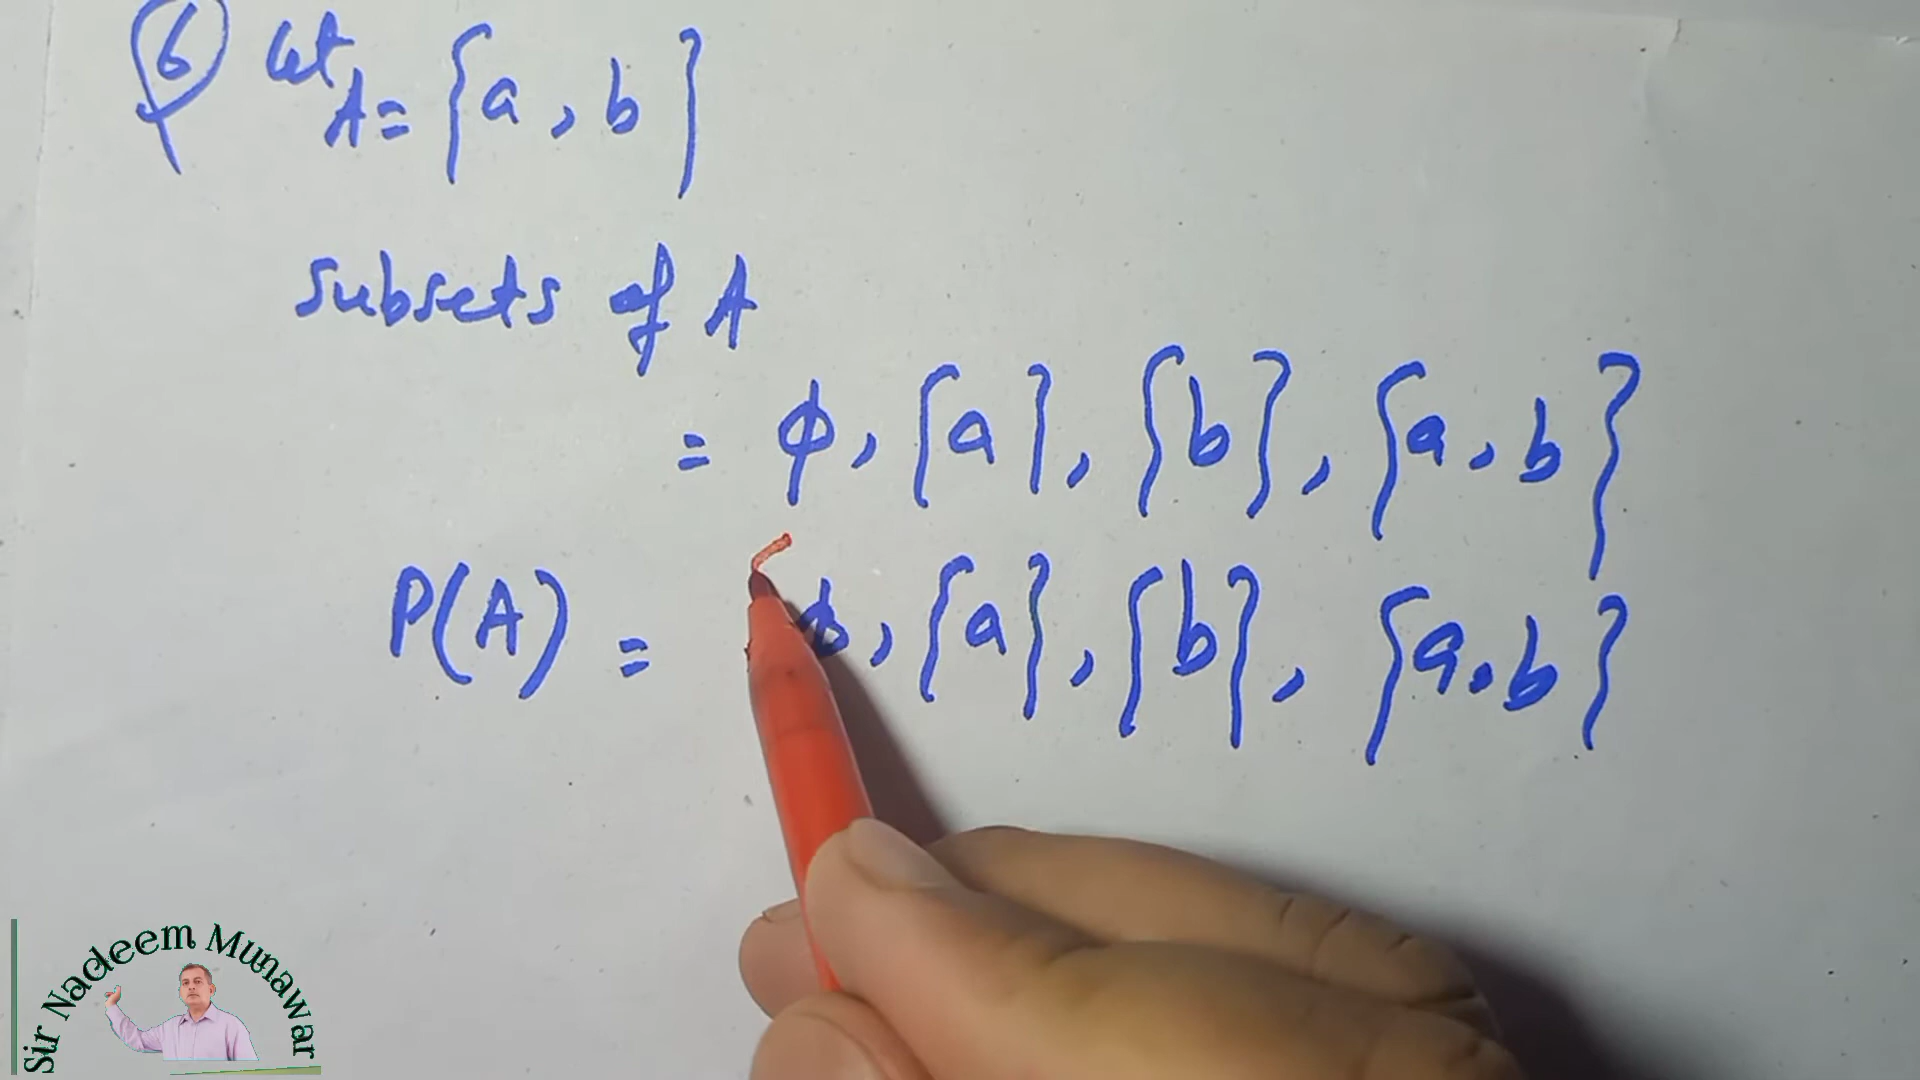 6 let
A = {a, b}
subsets of A
= φ, {a}, {b}, {a, b}
P(A) = φ, {a}, {b}, {a, b}
Sir Nadeem Munawar